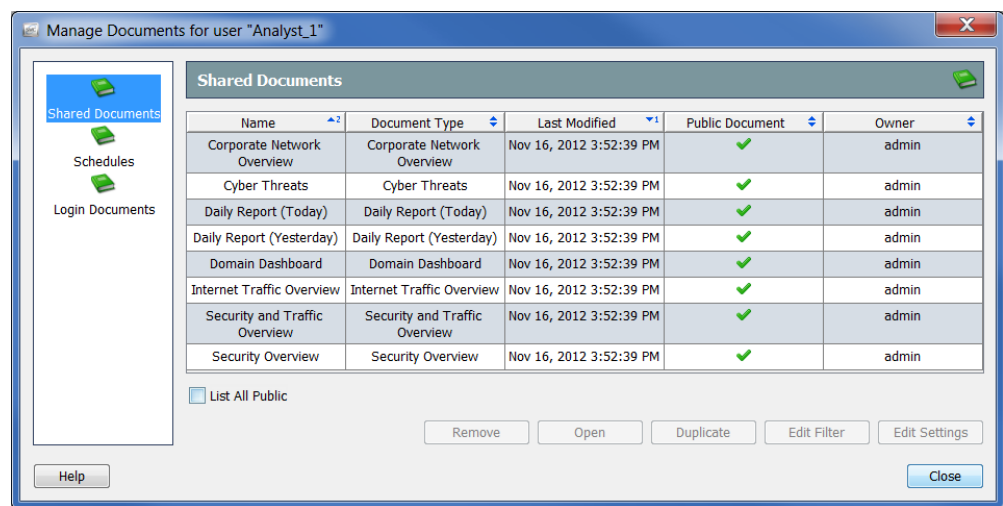 Manage Documents for user "Analyst_1"
Shared Documents
Schedules
Login Documents
Shared Documents
Name 2 Document Type Last Modified 1 Public Document Owner
Corporate Network Overview Corporate Network Overview Nov 16, 2012 3:52:39 PM admin
Cyber Threats Cyber Threats Nov 16, 2012 3:52:39 PM admin
Daily Report (Today) Daily Report (Today) Nov 16, 2012 3:52:39 PM admin
Daily Report (Yesterday) Daily Report (Yesterday) Nov 16, 2012 3:52:39 PM admin
Domain Dashboard Domain Dashboard Nov 16, 2012 3:52:39 PM admin
Internet Traffic Overview Internet Traffic Overview Nov 16, 2012 3:52:39 PM admin
Security and Traffic Overview Security and Traffic Overview Nov 16, 2012 3:52:39 PM admin
Security Overview Security Overview Nov 16, 2012 3:52:39 PM admin
List All Public
Remove Open Duplicate Edit Filter Edit Settings
Help Close